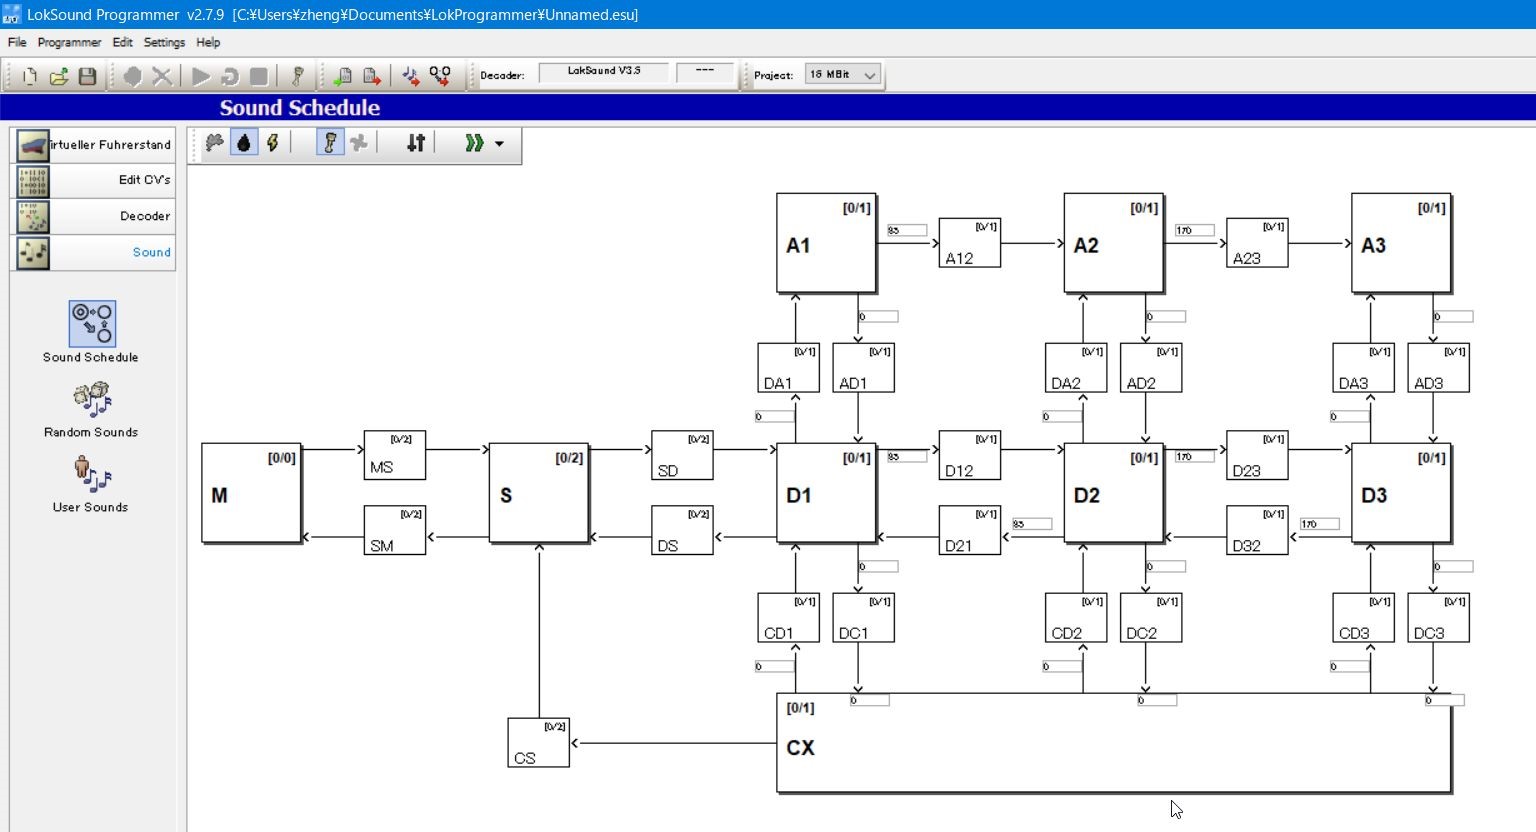 LokSound Programmer v2.7.9 [C:¥Users¥zheng¥Documents¥LokProgrammer¥Unnamed.esu]
File Programmer Edit Settings Help
Decoder: LokSound V3.5 --- Project: 16 MBit
Sound Schedule
irtueller Fuhrerstand
Edit CV's
Decoder
Sound
Sound Schedule
Random Sounds
User Sounds
[0/1] [0/1] [0/1]
85 [0/1] 170 [0/1]
A1 A12 A2 A23 A3
0 0 0
[0/1] [0/1] [0/1] [0/1] [0/1] [0/1]
DA1 AD1 DA2 AD2 DA3 AD3
0 0 0
[0/2] [0/2] [0/1] [0/1]
[0/0] [0/2] [0/1] 85 [0/1] 170 [0/1]
MS SD D12 D23
M S D1 D2 D3
[0/2] [0/2] [0/1] 85 [0/1] 170
SM DS D21 D32
0 0 0
[0/1] [0/1] [0/1] [0/1] [0/1] [0/1]
CD1 DC1 CD2 DC2 CD3 DC3
0 0 0
0 0 0
[0/1]
[0/2]
CS CX